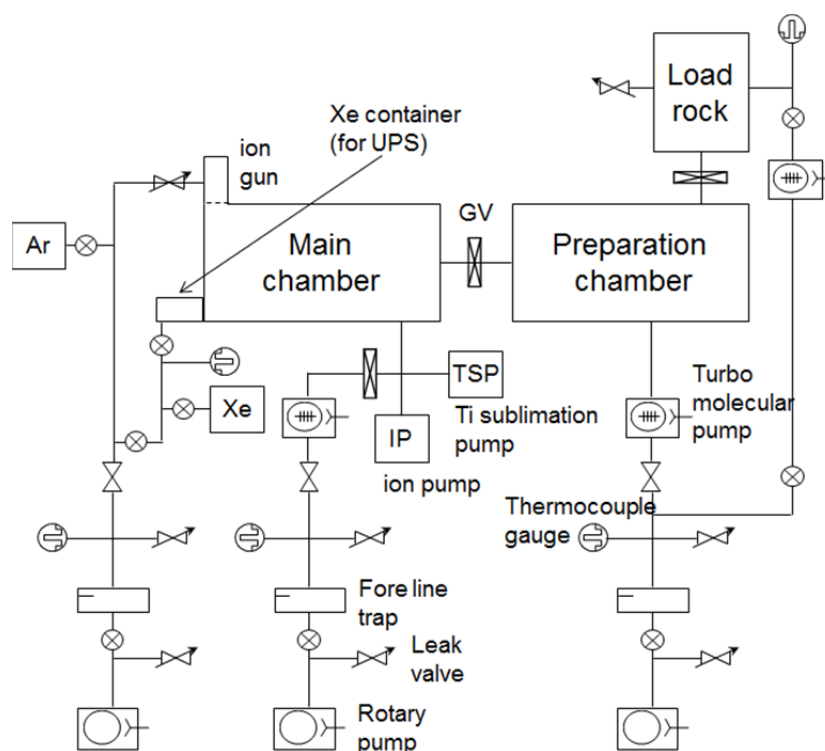 Load
rock
Xe container
(for UPS)
ion
gun
GV
Ar
Main
chamber
Preparation
chamber
TSP
Xe
Ti sublimation
pump
IP
ion pump
Turbo
molecular
pump
Thermocouple
gauge
Fore line
trap
Leak
valve
Rotary
pump